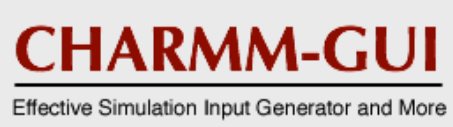 CHARMM-GUI
Effective Simulation Input Generator and More